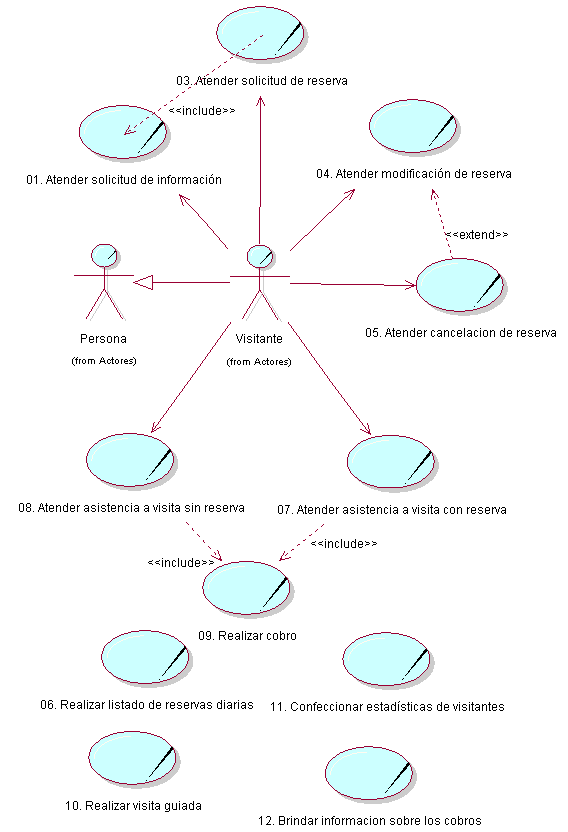 03. Atender solicitud de reserva
<<include>>
01. Atender solicitud de información
04. Atender modificación de reserva
<<extend>>
05. Atender cancelacion de reserva
Persona
(from Actores)
Visitante
(from Actores)
08. Atender asistencia a visita sin reserva
07. Atender asistencia a visita con reserva
<<include>>
<<include>>
09. Realizar cobro
06. Realizar listado de reservas diarias
11. Confeccionar estadísticas de visitantes
10. Realizar visita guiada
12. Brindar informacion sobre los cobros